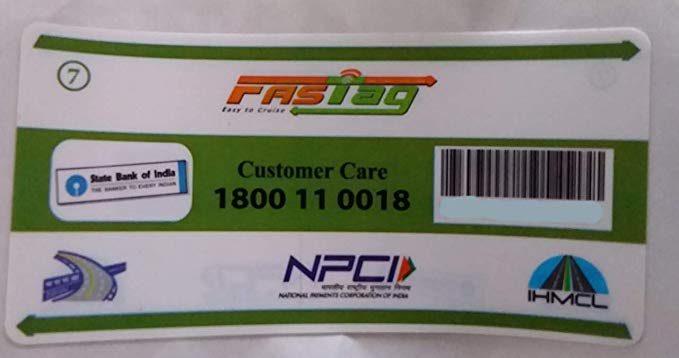 7
FASTag
Easy to Cruise
State Bank of India
THE BANKER TO EVERY INDIAN
Customer Care
1800 11 0018
NPCI
भारतीय राष्ट्रीय भुगतान निगम
NATIONAL PAYMENTS CORPORATION OF INDIA
IHMCL